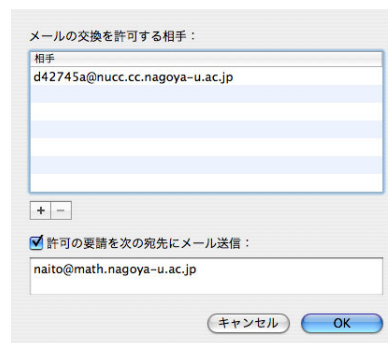 メールの交換を許可する相手：
相手
d42745a@nucc.cc.nagoya-u.ac.jp
+ −
許可の要請を次の宛先にメール送信：
naito@math.nagoya-u.ac.jp
キャンセル OK